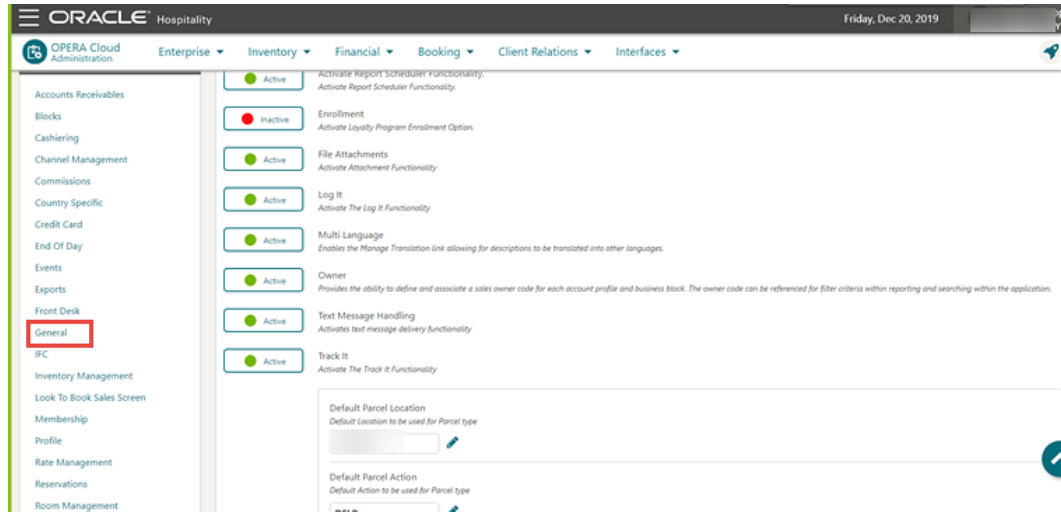 ORACLE® Hospitality
Friday, Dec 20, 2019
OPERA Cloud
Administration
Enterprise
Inventory
Financial
Booking
Client Relations
Interfaces
Accounts Receivables
Blocks
Cashiering
Channel Management
Commissions
Country Specific
Credit Card
End Of Day
Events
Exports
Front Desk
General
IFC
Inventory Management
Look To Book Sales Screen
Membership
Profile
Rate Management
Reservations
Room Management
Active
Activate Report Scheduler Functionality.
Activate Report Scheduler Functionality.
Inactive
Enrollment
Activate Loyalty Program Enrollment Option.
Active
File Attachments
Activate Attachment Functionality
Active
Log It
Activate The Log It Functionality
Active
Multi Language
Enables the Manage Translation link allowing for descriptions to be translated into other languages.
Active
Owner
Provides the ability to define and associate a sales owner code for each account profile and business block. The owner code can be referenced for filter criteria within reporting and searching within the application.
Active
Text Message Handling
Activates text message delivery functionality
Active
Track It
Activate The Track It Functionality
Default Parcel Location
Default Location to be used for Parcel type
Default Parcel Action
Default Action to be used for Parcel type